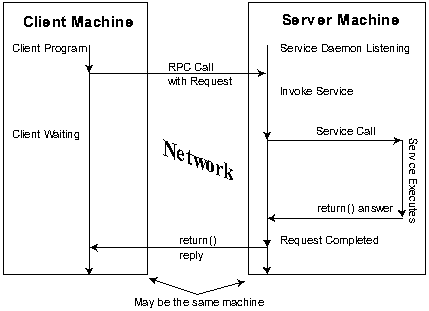 Client Machine
Server Machine
Client Program
Service Daemon Listening
RPC Call
with Request
Invoke Service
Client Waiting
Service Call
Network
Service Executes
return() answer
return()
reply
Request Completed
May be the same machine